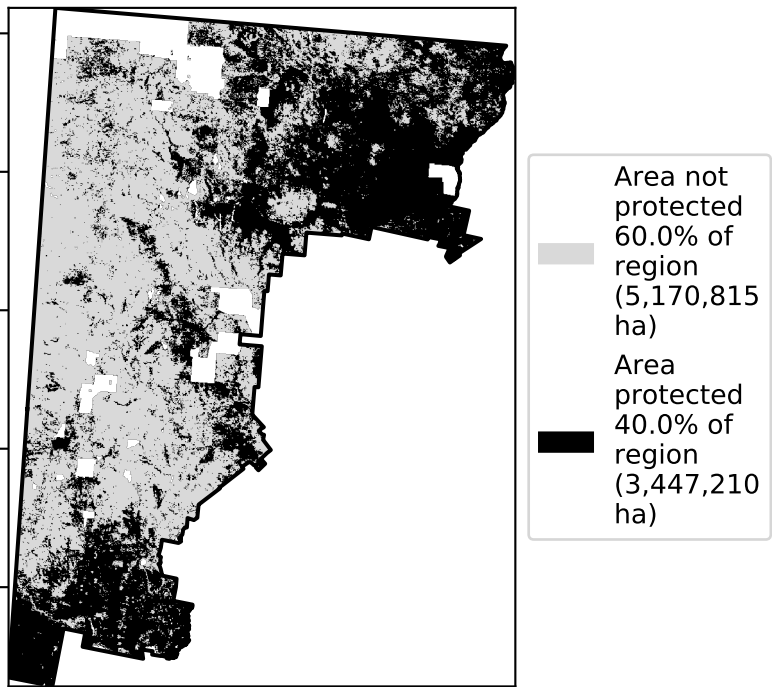 Area not
protected
60.0% of
region
(5,170,815
ha)
Area
protected
40.0% of
region
(3,447,210
ha)